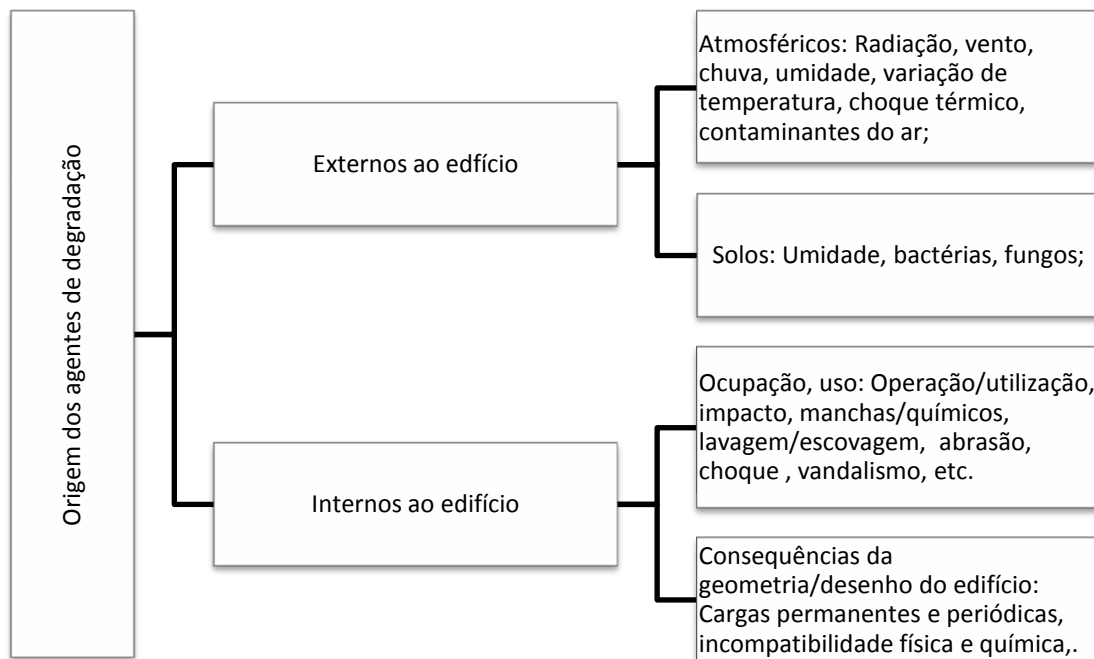 Origem dos agentes de degradação
Externos ao edfício
Atmosféricos: Radiação, vento,
chuva, umidade, variação de
temperatura, choque térmico,
contaminantes do ar;
Solos: Umidade, bactérias, fungos;
Internos ao edifício
Ocupação, uso: Operação/utilização,
impacto, manchas/químicos,
lavagem/escovagem, abrasão,
choque , vandalismo, etc.
Consequências da
geometria/desenho do edifício:
Cargas permanentes e periódicas,
incompatibilidade física e química,.